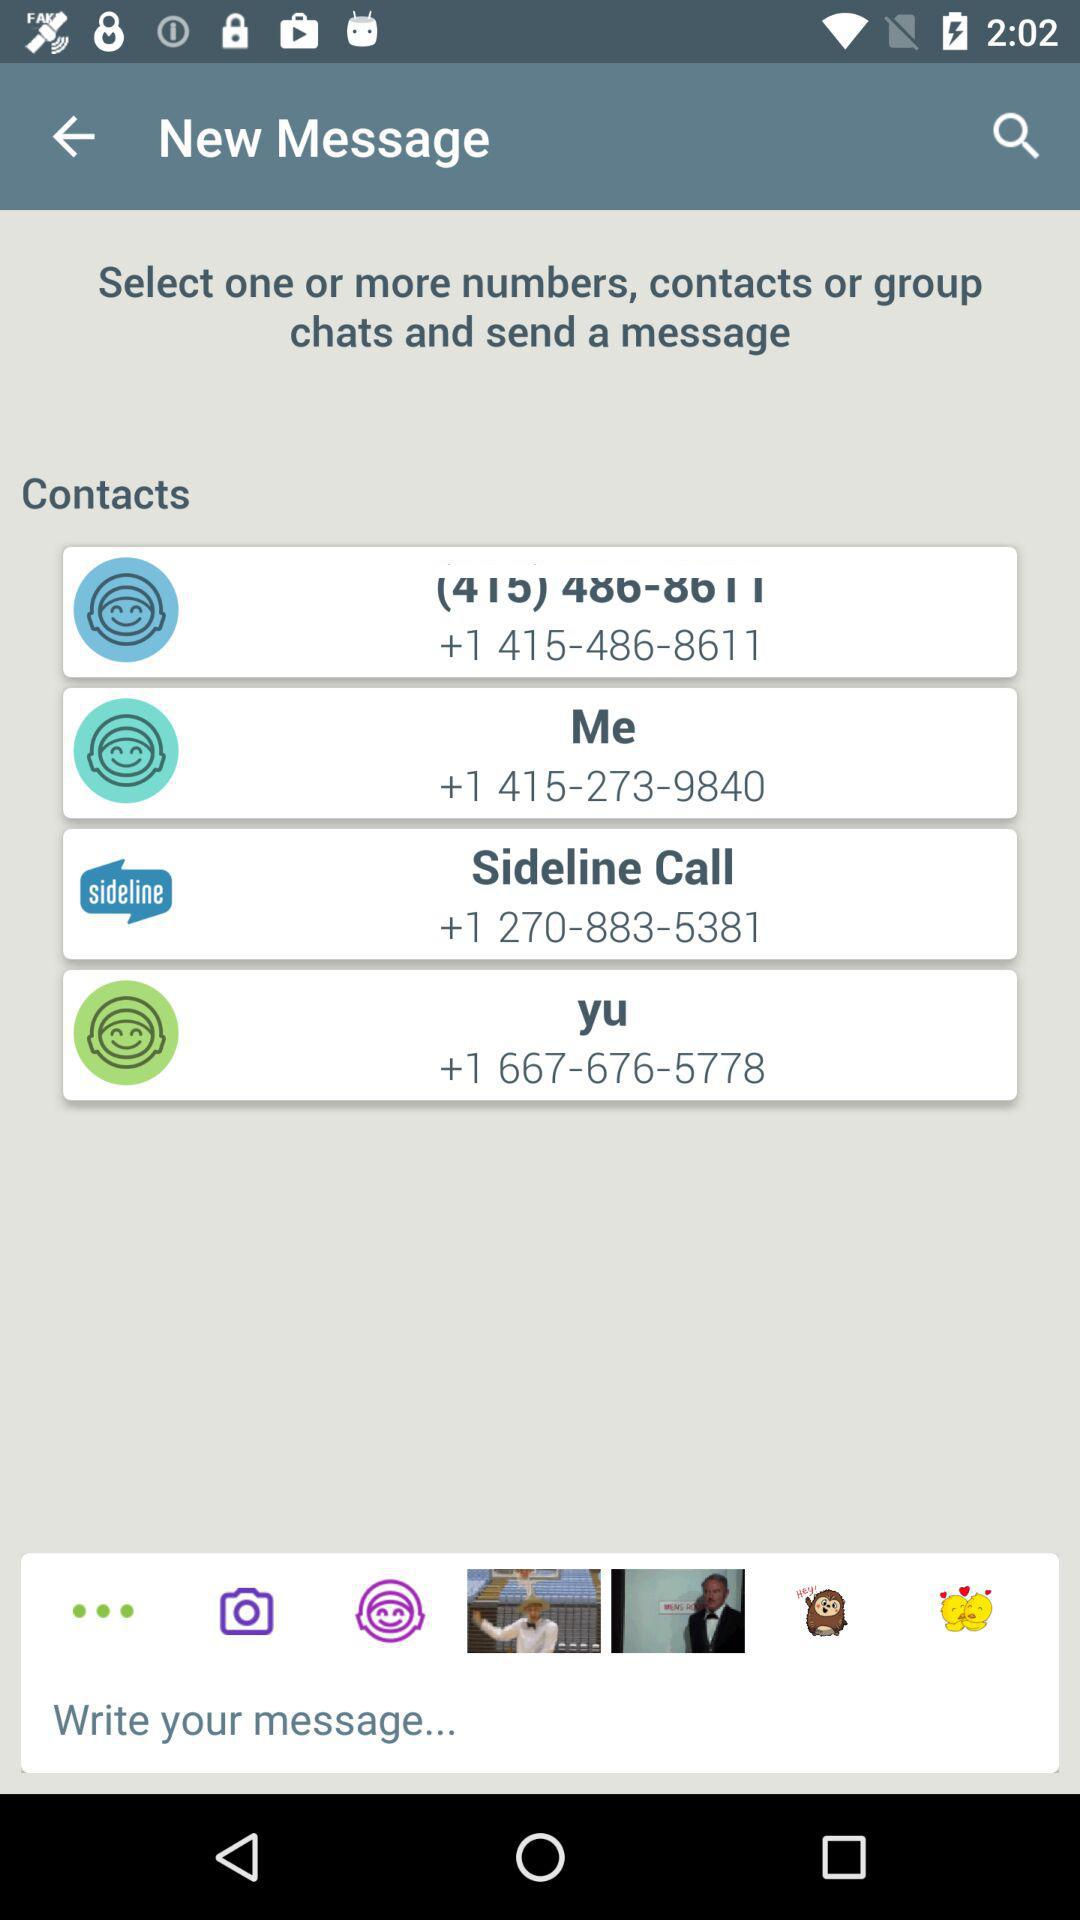 FAKE
2:02
New Message
Select one or more numbers, contacts or group
chats and send a message
Contacts
(415) 486-8611
+1 415-486-8611
Me
+1 415-273-9840
sideline
Sideline Call
+1 270-883-5381
yu
+1 667-676-5778
MENS
HEY!
Write your message...